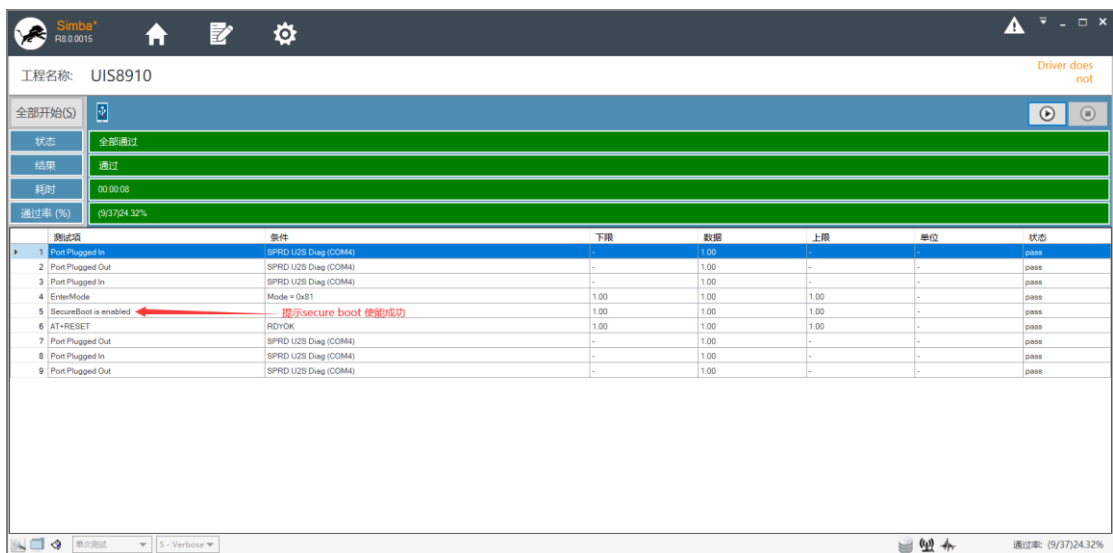 Simba*
R8.0.0015
工程名称: UIS8910
Driver does
not
全部开始(S)
状态 全部通过
结果 通过
耗时 00:00:08
通过率 (%) (9/37)24.32%
测试项 条件 下限 数据 上限 单位 状态
1 Port Plugged In SPRD U2S Diag (COM4) - 1.00 - - pass
2 Port Plugged Out SPRD U2S Diag (COM4) - 1.00 - - pass
3 Port Plugged In SPRD U2S Diag (COM4) - 1.00 - - pass
4 EnterMode Mode = 0x81 1.00 1.00 1.00 - pass
5 SecureBoot is enabled 提示secure boot 使能成功 1.00 1.00 1.00 - pass
6 AT+RESET RDYOK 1.00 1.00 1.00 - pass
7 Port Plugged Out SPRD U2S Diag (COM4) - 1.00 - - pass
8 Port Plugged In SPRD U2S Diag (COM4) - 1.00 - - pass
9 Port Plugged Out SPRD U2S Diag (COM4) - 1.00 - - pass
单次测试 5 - Verbose 通过率: (9/37)24.32%